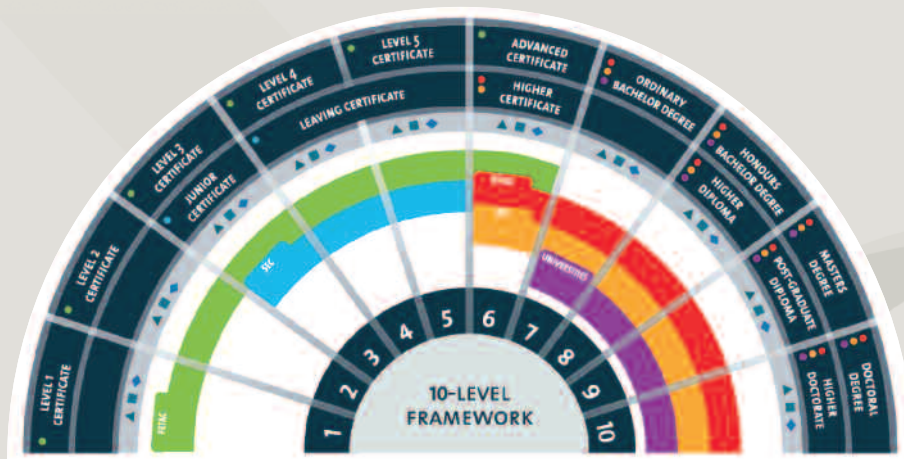 LEVEL 1
CERTIFICATE
LEVEL 2
CERTIFICATE
LEVEL 3
CERTIFICATE
JUNIOR
CERTIFICATE
LEVEL 4
CERTIFICATE
LEVEL 5
CERTIFICATE
LEAVING CERTIFICATE
ADVANCED
CERTIFICATE
HIGHER
CERTIFICATE
ORDINARY
BACHELOR DEGREE
HONOURS
BACHELOR DEGREE
HIGHER
DIPLOMA
MASTERS
DEGREE
POST-GRADUATE
DIPLOMA
DOCTORAL
DEGREE
HIGHER
DOCTORATE
FETAC
SEC
UNIVERSITIES
1
2
3
4
5
6
7
8
9
10
10-LEVEL
FRAMEWORK